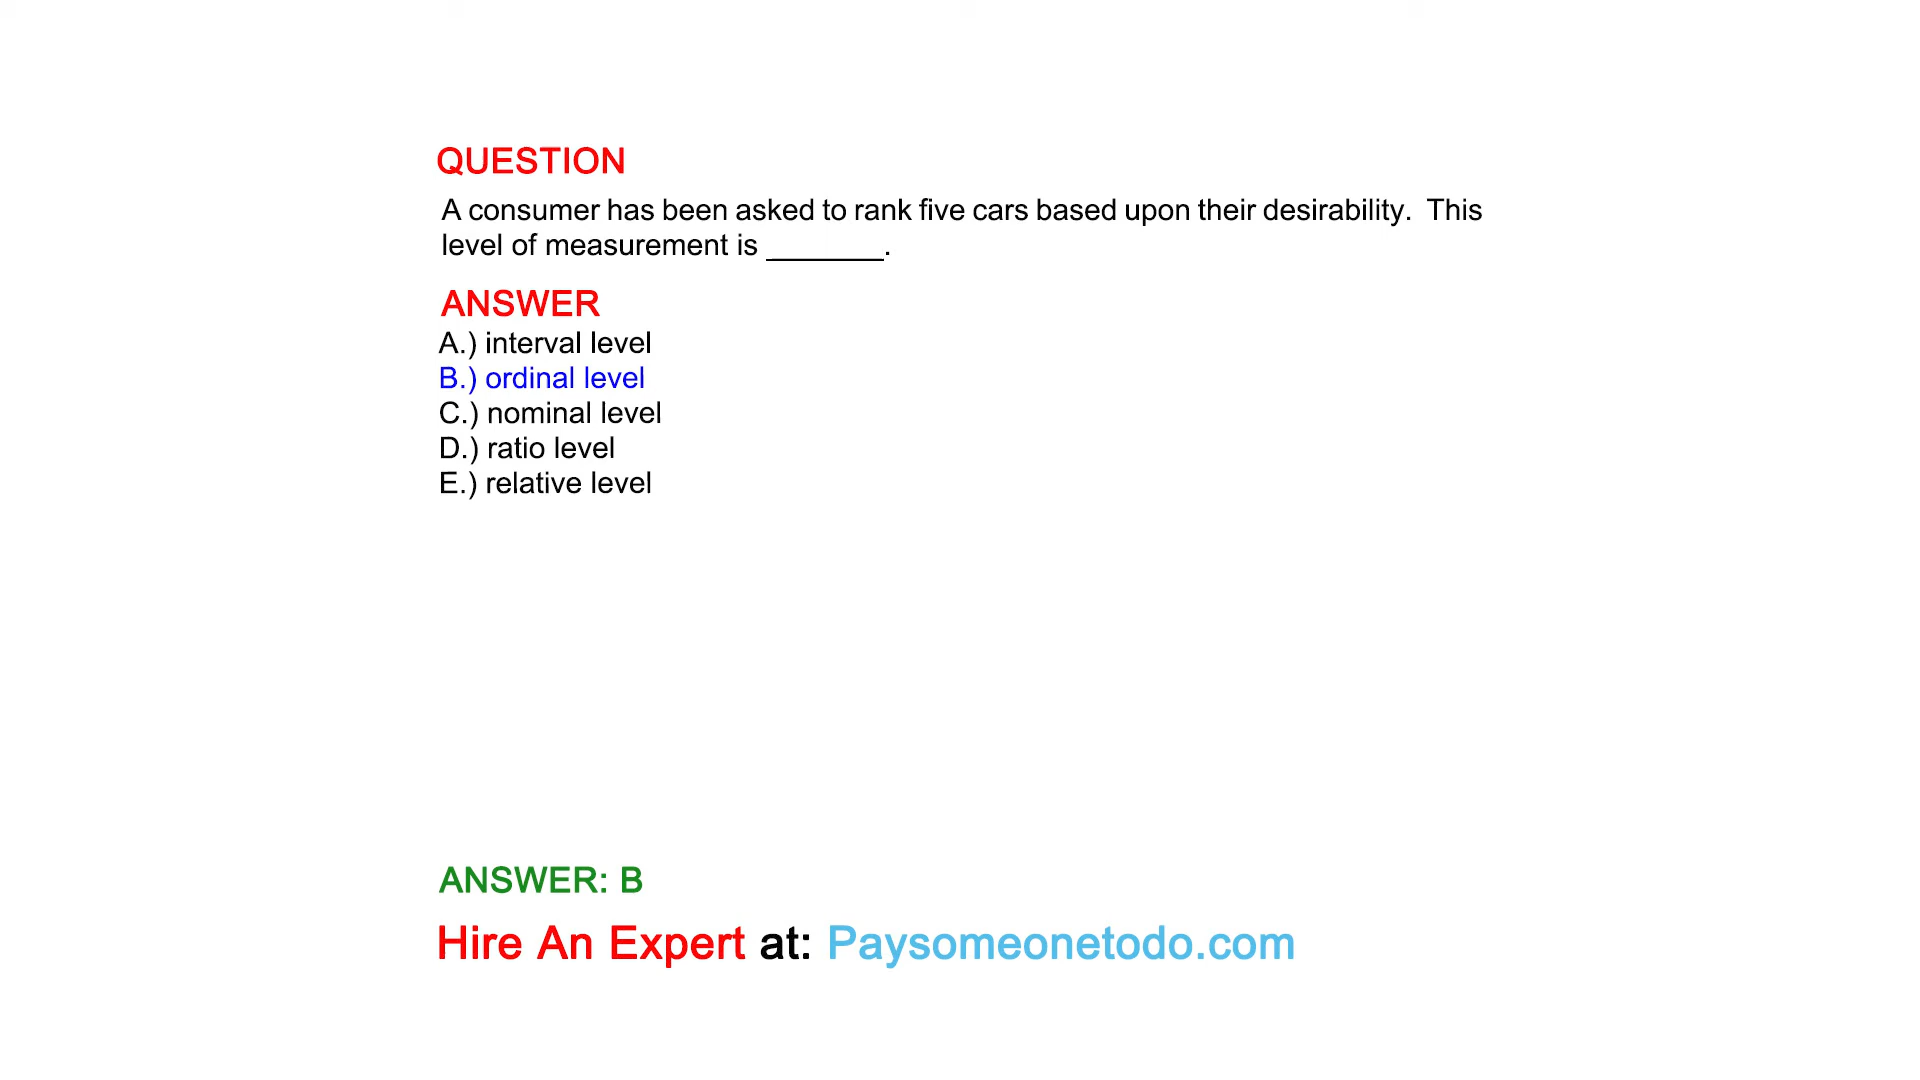 QUESTION
A consumer has been asked to rank five cars based upon their desirability.  This
level of measurement is _______.
ANSWER
A.) interval level
B.) ordinal level
C.) nominal level
D.) ratio level
E.) relative level
ANSWER: B
Hire An Expert at: Paysomeonetodo.com